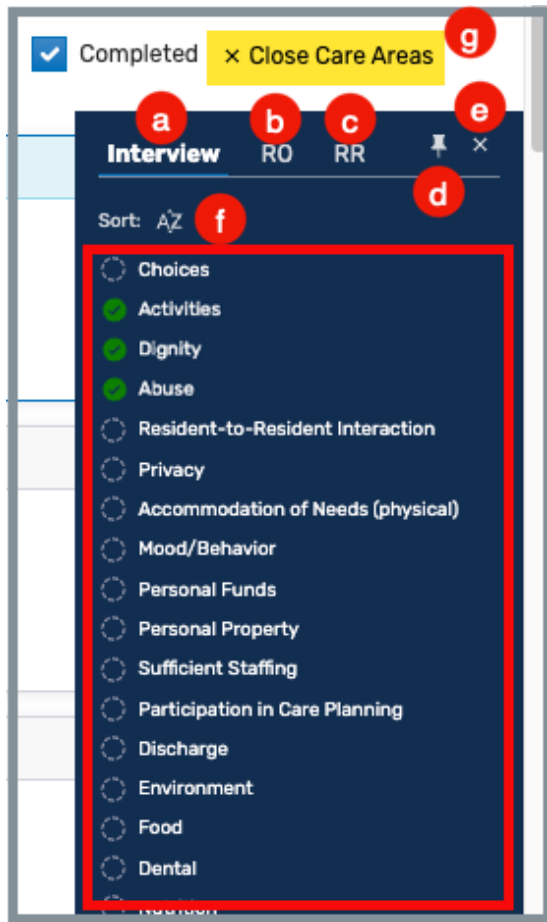 g
Completed × Close Care Areas
a b c e
Interview RO RR ×
d
Sort: AZ f
Choices
Activities
Dignity
Abuse
Resident-to-Resident Interaction
Privacy
Accommodation of Needs (physical)
Mood/Behavior
Personal Funds
Personal Property
Sufficient Staffing
Participation in Care Planning
Discharge
Environment
Food
Dental